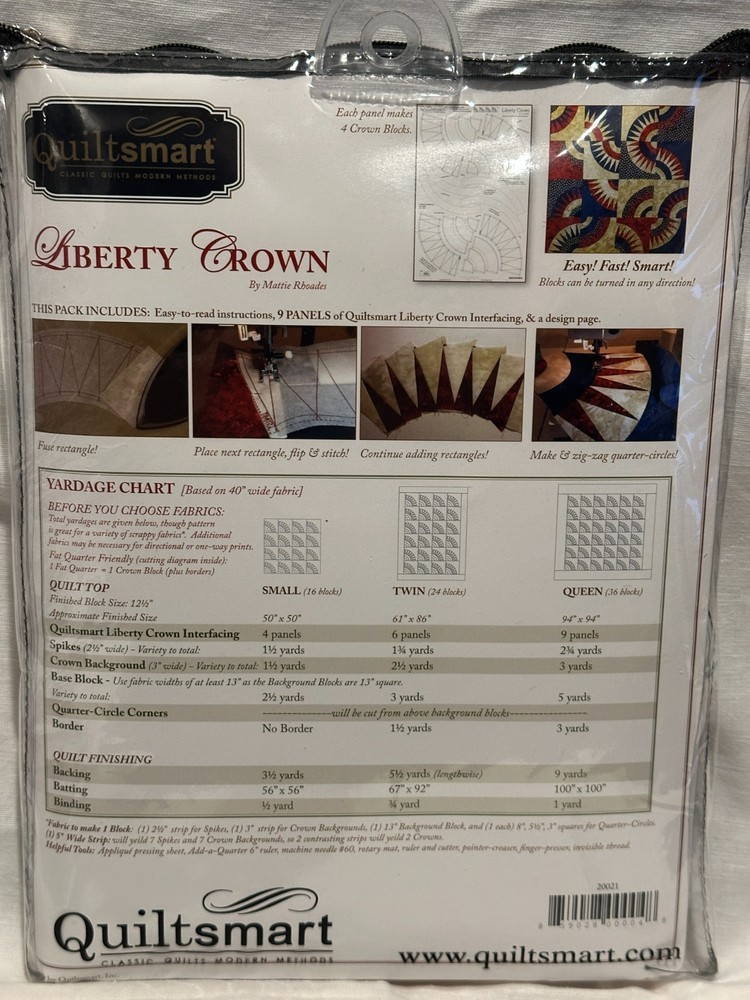 Quiltsmart
CLASSIC QUILTS MODERN METHODS
Each panel makes
4 Crown Blocks.
Liberty Crown
LIBERTY CROWN
By Mattie Rhoades
Easy! Fast! Smart!
Blocks can be turned in any direction!
THIS PACK INCLUDES: Easy-to-read instructions, 9 PANELS of Quiltsmart Liberty Crown Interfacing, & a design page.
Fuse rectangle!
Place next rectangle, flip & stitch!
Continue adding rectangles!
Make & zig-zag quarter-circles!
YARDAGE CHART [Based on 40" wide fabric]
BEFORE YOU CHOOSE FABRICS:
Total yardages are given below, though pattern
is great for a variety of scrappy fabrics*. Additional
fabrics may be necessary for directional or one-way prints.
Fat Quarter Friendly (cutting diagram inside):
1 Fat Quarter = 1 Crown Block (plus borders)
QUILT TOP SMALL (16 blocks) TWIN (24 blocks) QUEEN (36 blocks)
Finished Block Size: 12½"
Approximate Finished Size 50" x 50" 61" x 86" 94" x 94"
Quiltsmart Liberty Crown Interfacing 4 panels 6 panels 9 panels
Spikes (2½" wide) – Variety to total: 1½ yards 1¾ yards 2¾ yards
Crown Background (3" wide) – Variety to total: 1½ yards 2½ yards 3 yards
Base Block - Use fabric widths of at least 13" as the Background Blocks are 13" square.
Variety to total: 2½ yards 3 yards 5 yards
Quarter-Circle Corners ---------------will be cut from above background blocks---------------
Border No Border 1½ yards 3 yards
QUILT FINISHING
Backing 3½ yards 5½ yards (lengthwise) 9 yards
Batting 56" x 56" 67" x 92" 100" x 100"
Binding ½ yard ¾ yard 1 yard
*Fabric to make 1 Block: (1) 2½" strip for Spikes, (1) 3" strip for Crown Backgrounds, (1) 13" Background Block, and (1 each) 8", 5½", 3" squares for Quarter-Circles.
(1) 5" Wide Strip: will yeild 7 Spikes and 7 Crown Backgrounds, so 2 contrasting strips will yeild 2 Crowns.
Helpful Tools: Appliqué pressing sheet, Add-a-Quarter 6" ruler, machine needle #60, rotary mat, ruler and cutter, pointer-creaser, finger-presser, invisible thread.
20021
Quiltsmart
CLASSIC QUILTS MODERN METHODS
www.quiltsmart.com
by Quiltsmart, Inc.